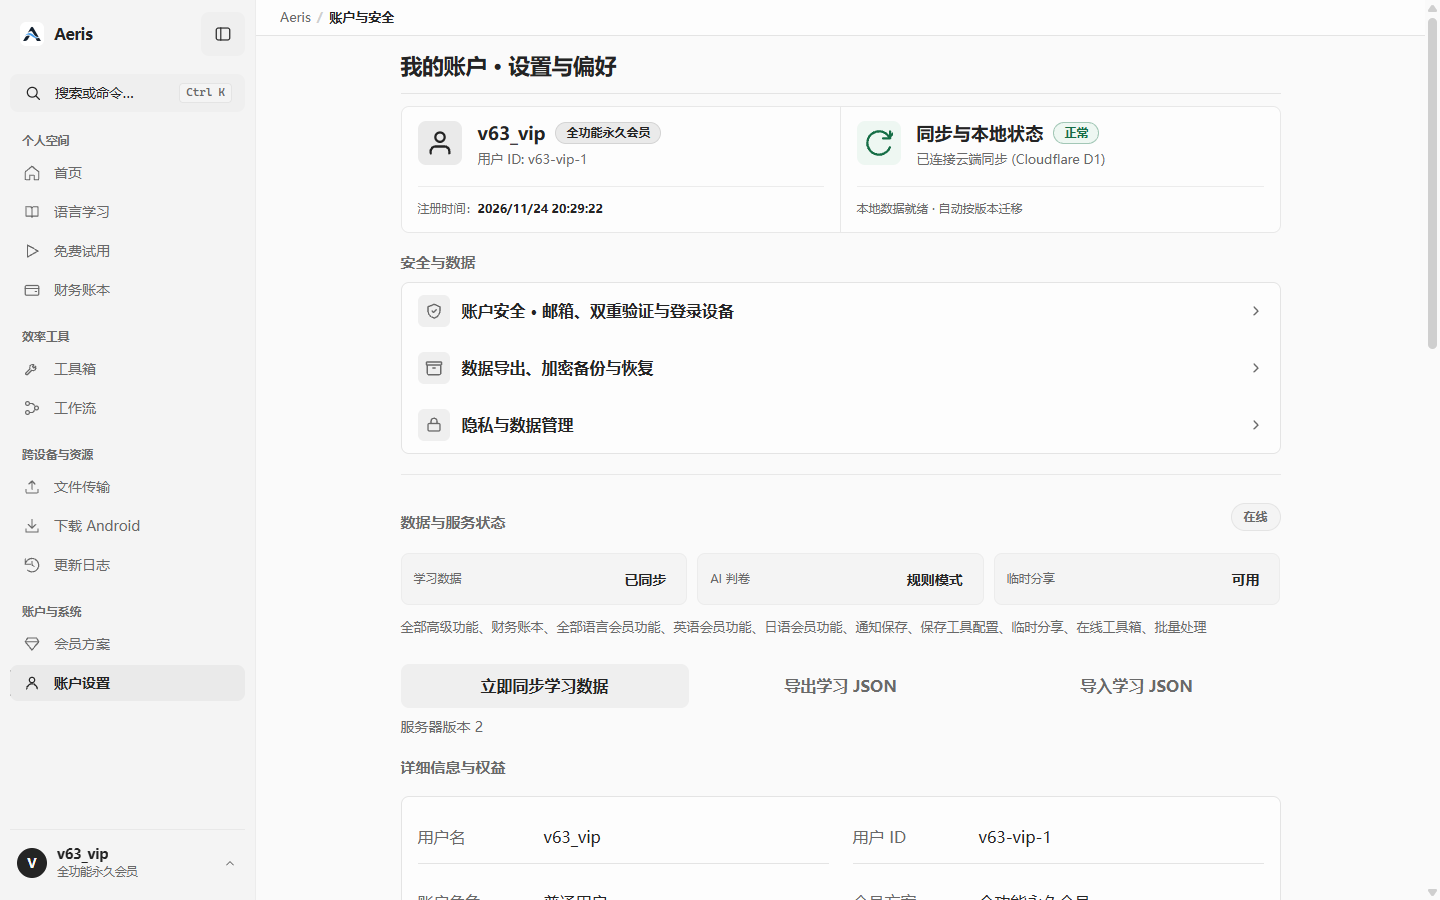 Aeris
搜索或命令...
Ctrl K
个人空间
首页
语言学习
免费试用
财务账本
效率工具
工具箱
工作流
跨设备与资源
文件传输
下载 Android
更新日志
账户与系统
会员方案
账户设置
V
v63_vip
全功能永久会员
Aeris / 账户与安全
我的账户 • 设置与偏好
v63_vip 全功能永久会员
用户 ID: v63-vip-1
注册时间: 2026/11/24 20:29:22
同步与本地状态 正常
已连接云端同步 (Cloudflare D1)
本地数据就绪 · 自动按版本迁移
安全与数据
账户安全 • 邮箱、双重验证与登录设备
数据导出、加密备份与恢复
隐私与数据管理
数据与服务状态
在线
学习数据 已同步
AI 判卷 规则模式
临时分享 可用
全部高级功能、财务账本、全部语言会员功能、英语会员功能、日语会员功能、通知保存、保存工具配置、临时分享、在线工具箱、批量处理
立即同步学习数据
导出学习 JSON
导入学习 JSON
服务器版本 2
详细信息与权益
用户名 v63_vip
用户 ID v63-vip-1